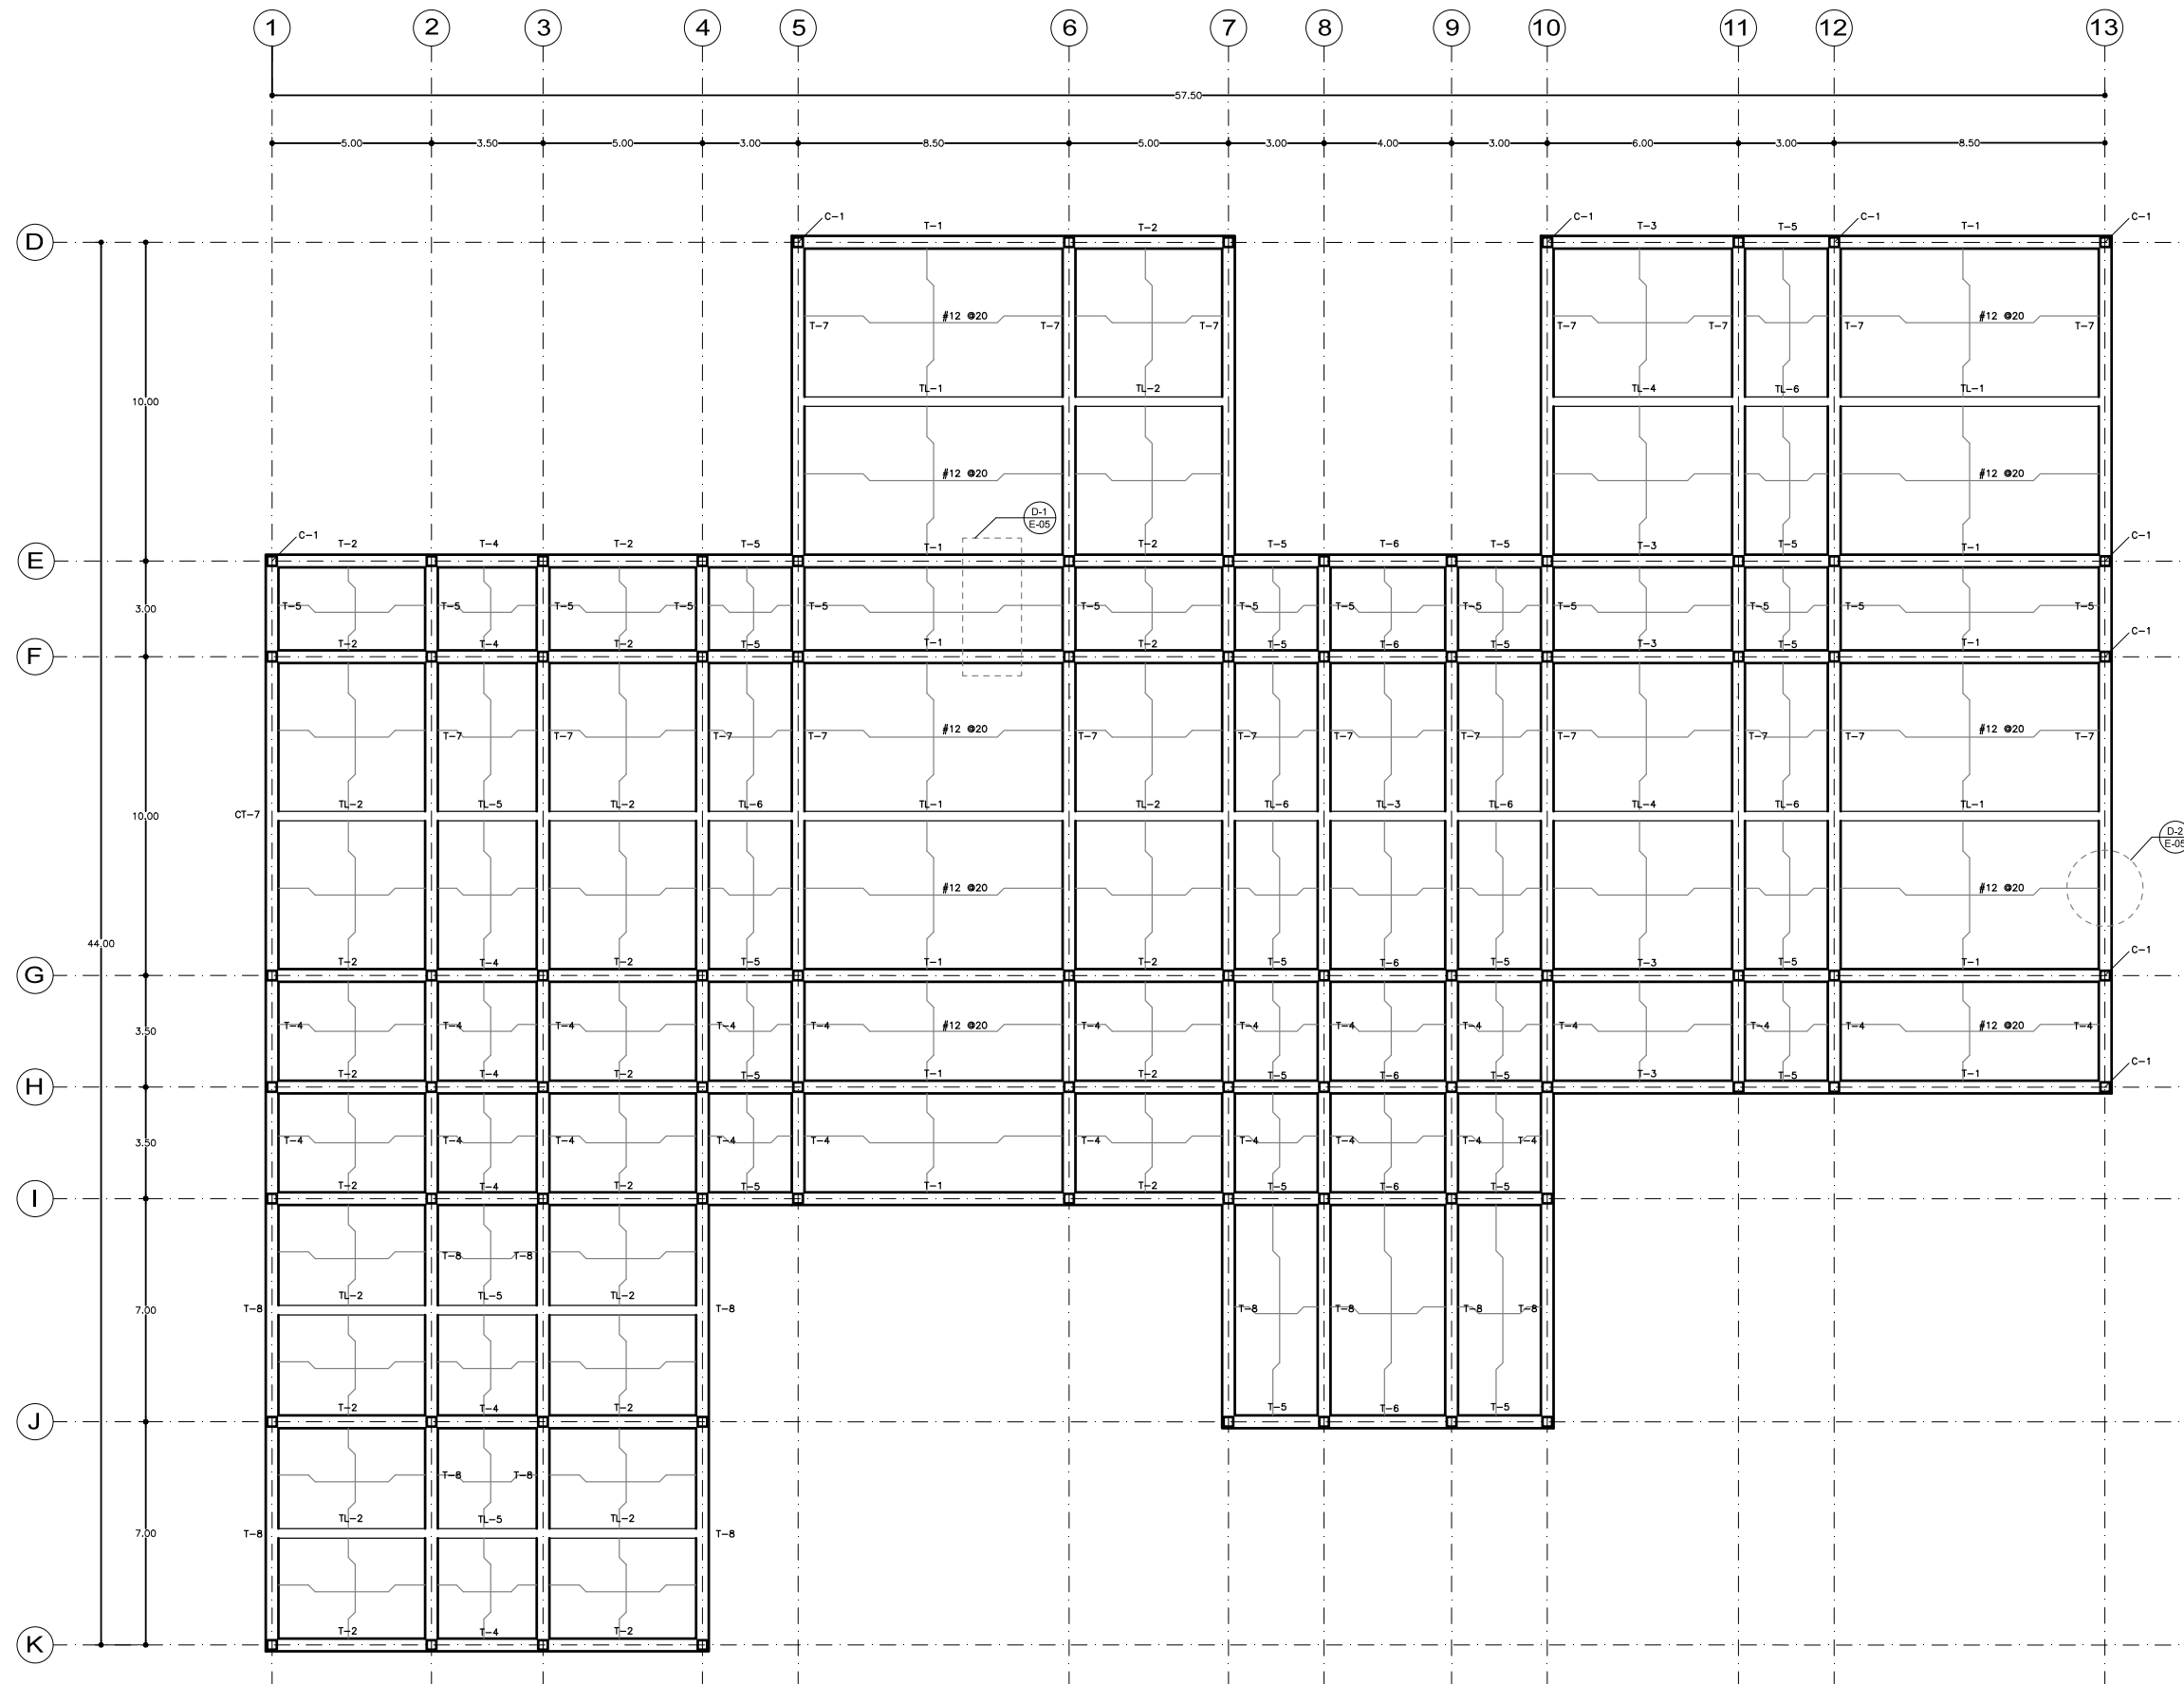 1 2 3 4 5 6 7 8 9 10 11 12 13
57.50
5.00 3.50 5.00 3.00 8.50 5.00 3.00 4.00 3.00 6.00 3.00 8.50
C-1 C-1 C-1 C-1
T-1 T-2 T-3 T-5 T-1
D
#12 @20 #12 @20
T-7 T-7 T-7 T-7 T-7 T-7 T-7
TL-1 TL-2 TL-4 TL-6 TL-1
10.00
#12 @20 #12 @20
D-1
E-05
C-1 C-1
T-2 T-4 T-2 T-5 T-1 T-2 T-5 T-6 T-5 T-3 T-5 T-1
E
3.00
T-5 T-5 T-5 T-5 T-5 T-5 T-5 T-5 T-5 T-5 T-5 T-5 T-5
C-1
T-2 T-4 T-2 T-5 T-1 T-2 T-5 T-6 T-5 T-3 T-5 T-1
F
#12 @20 #12 @20
T-7 T-7 T-7 T-7 T-7 T-7 T-7 T-7 T-7 T-7 T-7 T-7
TL-2 TL-5 TL-2 TL-6 TL-1 TL-2 TL-6 TL-3 TL-6 TL-4 TL-6 TL-1
10.00 CT-7
D-2
E-05
#12 @20 #12 @20
44.00
C-1
T-2 T-4 T-2 T-5 T-1 T-2 T-5 T-6 T-5 T-3 T-5 T-1
G
3.50
T-4 T-4 T-4 T-4 T-4 #12 @20 T-4 T-4 T-4 T-4 T-4 T-4 T-4 #12 @20 T-4
C-1
T-2 T-4 T-2 T-5 T-1 T-2 T-5 T-6 T-5 T-3 T-5 T-1
H
3.50
T-4 T-4 T-4 T-4 T-4 T-4 T-4 T-4 T-4 T-4
T-2 T-4 T-2 T-5 T-1 T-2 T-5 T-6 T-5
I
T-8 T-8
TL-2 TL-5 TL-2
7.00 T-8 T-8 T-8 T-8 T-8 T-8
T-2 T-4 T-2 T-5 T-6 T-5
J
T-8 T-8
TL-2 TL-5 TL-2
7.00 T-8 T-8
T-2 T-4 T-2
K